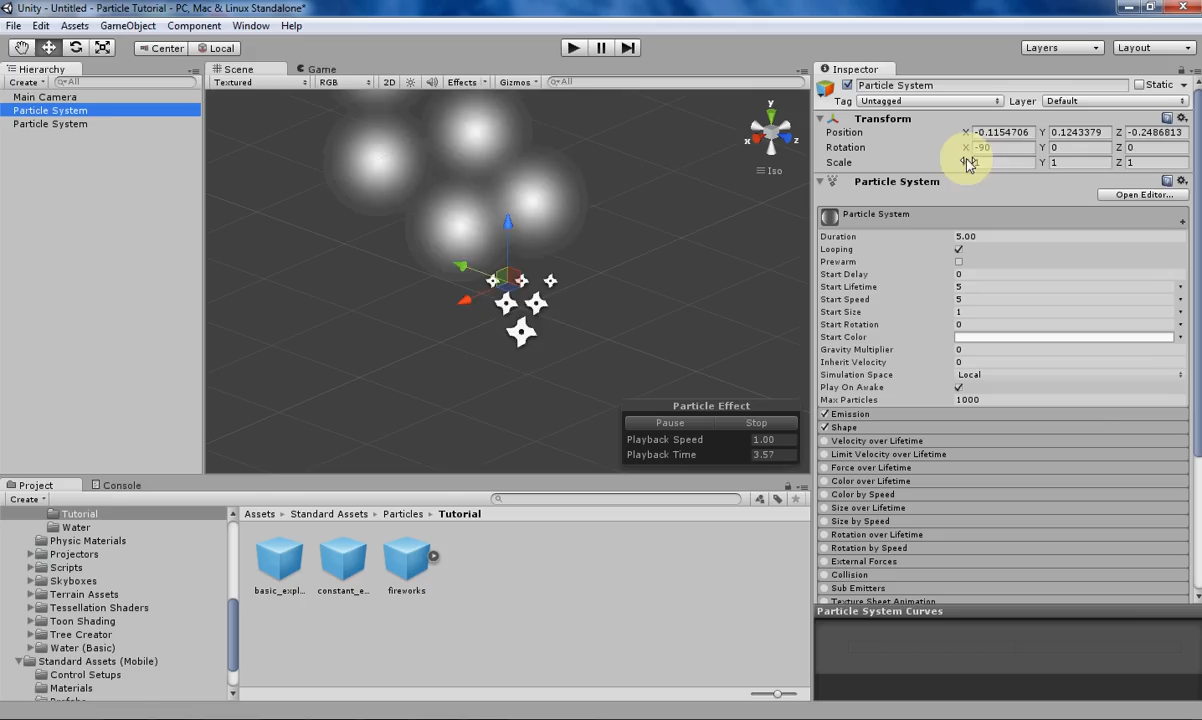 Unity - Untitled - Particle Tutorial - PC, Mac & Linux Standalone*
File Edit Assets GameObject Component Window Help
Center Local Layers Layout
Hierarchy
Create All
Main Camera
Particle System
Particle System
Scene Game
Textured RGB 2D Effects Gizmos All
y
x z
Iso
Particle Effect
Pause Stop
Playback Speed 1.00
Playback Time 3.57
Inspector
Particle System Static
Tag Untagged Layer Default
Transform
Position X -0.1154706 Y 0.1243379 Z -0.2486813
Rotation X -90 Y 0 Z 0
Scale Y 1 Z 1
Particle System
Open Editor...
Particle System
Duration 5.00
Looping
Prewarm
Start Delay 0
Start Lifetime 5
Start Speed 5
Start Size 1
Start Rotation 0
Start Color
Gravity Multiplier 0
Inherit Velocity 0
Simulation Space Local
Play On Awake
Max Particles 1000
Emission
Shape
Velocity over Lifetime
Limit Velocity over Lifetime
Force over Lifetime
Color over Lifetime
Color by Speed
Size over Lifetime
Size by Speed
Rotation over Lifetime
Rotation by Speed
External Forces
Collision
Sub Emitters
Texture Sheet Animation
Particle System Curves
Project Console
Create
Tutorial
Water
Physic Materials
Projectors
Scripts
Skyboxes
Terrain Assets
Tessellation Shaders
Toon Shading
Tree Creator
Water (Basic)
Standard Assets (Mobile)
Control Setups
Materials
Assets Standard Assets Particles Tutorial
basic_expl... constant_e... fireworks